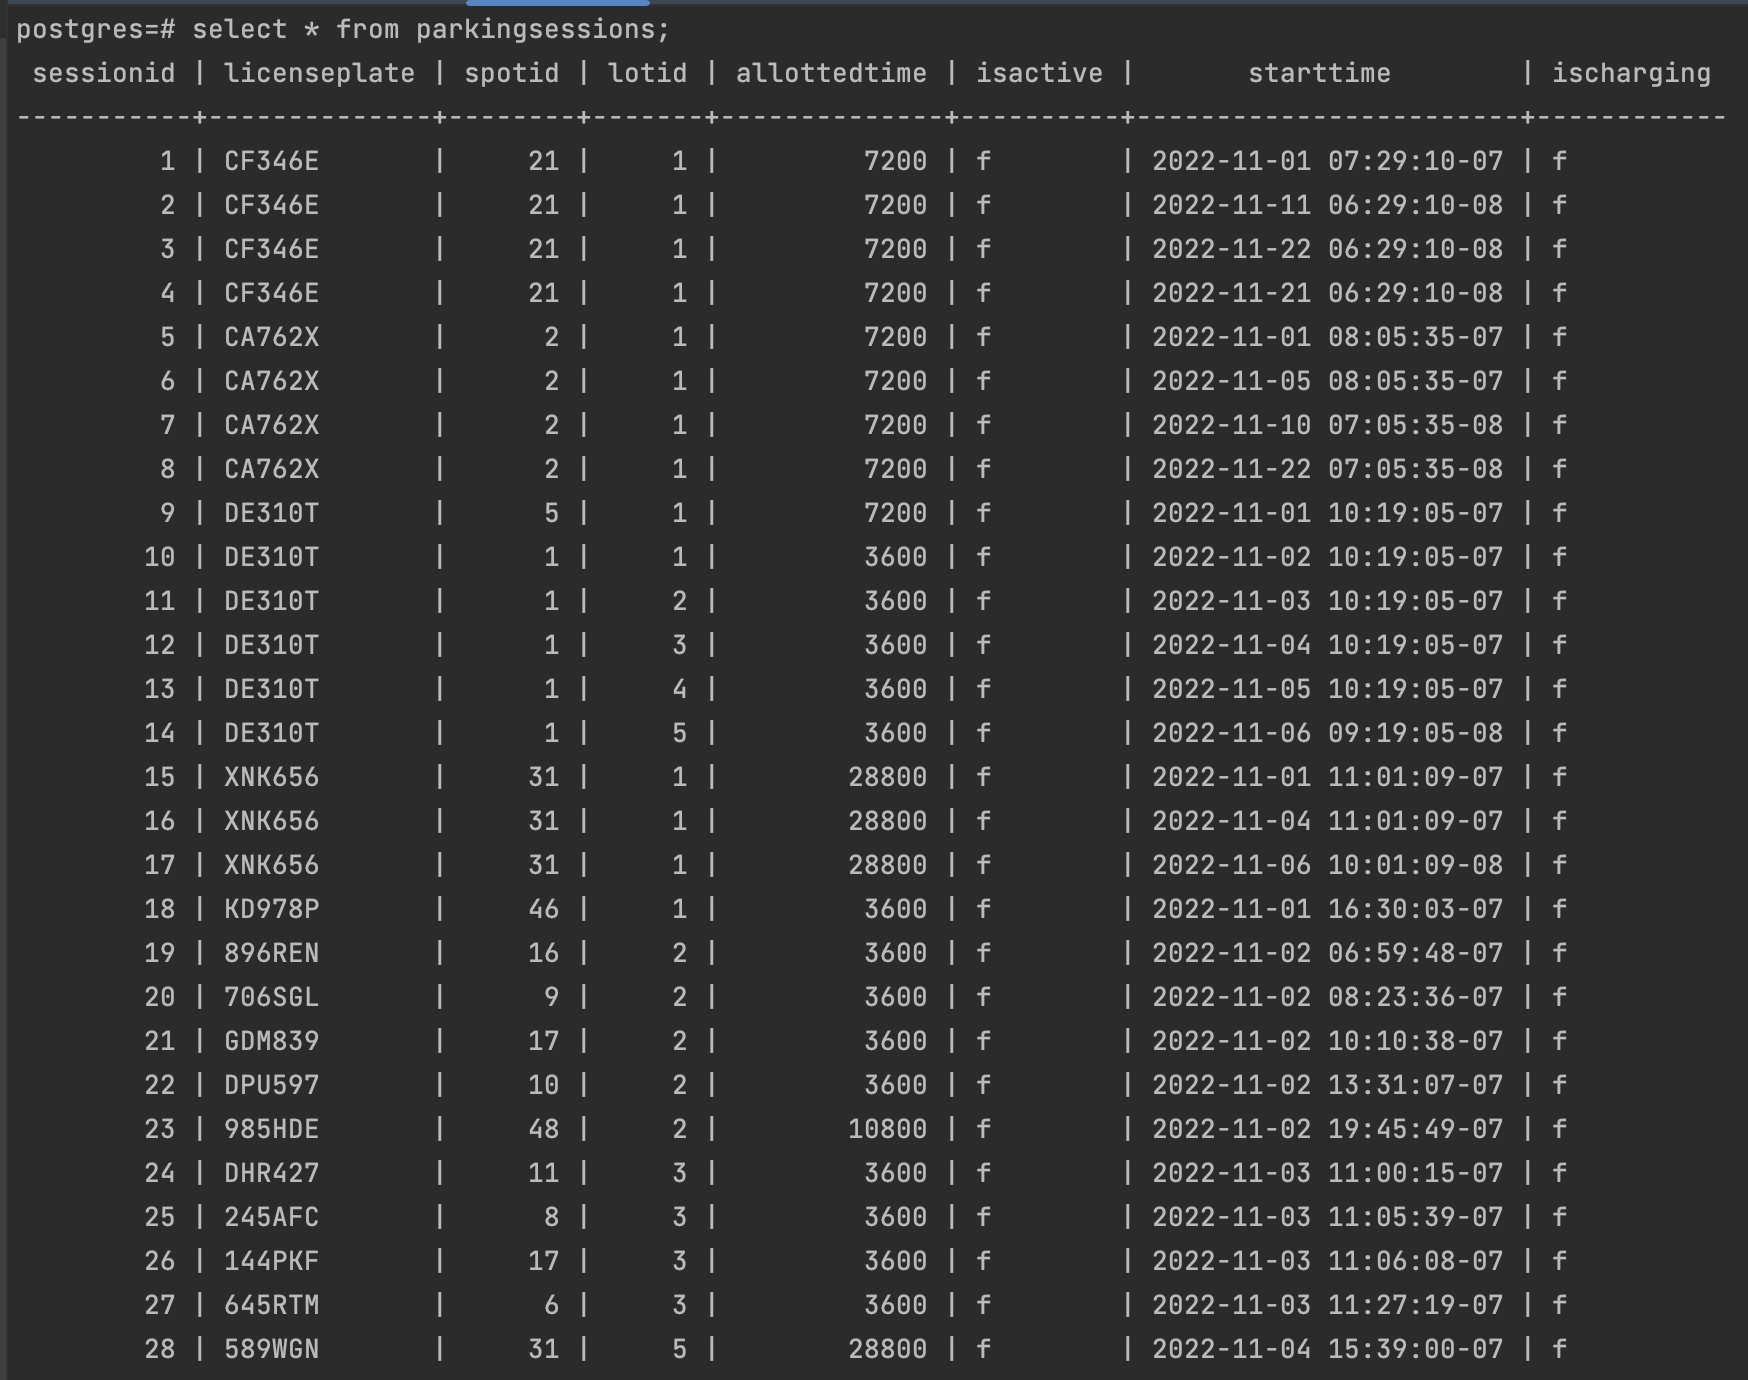 postgres=# select * from parkingsessions;
 sessionid | licenseplate | spotid | lotid | allottedtime | isactive |       starttime        | ischarging
-----------+--------------+--------+-------+--------------+----------+------------------------+------------
         1 | CF346E       |     21 |     1 |         7200 | f        | 2022-11-01 07:29:10-07 | f
         2 | CF346E       |     21 |     1 |         7200 | f        | 2022-11-11 06:29:10-08 | f
         3 | CF346E       |     21 |     1 |         7200 | f        | 2022-11-22 06:29:10-08 | f
         4 | CF346E       |     21 |     1 |         7200 | f        | 2022-11-21 06:29:10-08 | f
         5 | CA762X       |      2 |     1 |         7200 | f        | 2022-11-01 08:05:35-07 | f
         6 | CA762X       |      2 |     1 |         7200 | f        | 2022-11-05 08:05:35-07 | f
         7 | CA762X       |      2 |     1 |         7200 | f        | 2022-11-10 07:05:35-08 | f
         8 | CA762X       |      2 |     1 |         7200 | f        | 2022-11-22 07:05:35-08 | f
         9 | DE310T       |      5 |     1 |         7200 | f        | 2022-11-01 10:19:05-07 | f
        10 | DE310T       |      1 |     1 |         3600 | f        | 2022-11-02 10:19:05-07 | f
        11 | DE310T       |      1 |     2 |         3600 | f        | 2022-11-03 10:19:05-07 | f
        12 | DE310T       |      1 |     3 |         3600 | f        | 2022-11-04 10:19:05-07 | f
        13 | DE310T       |      1 |     4 |         3600 | f        | 2022-11-05 10:19:05-07 | f
        14 | DE310T       |      1 |     5 |         3600 | f        | 2022-11-06 09:19:05-08 | f
        15 | XNK656       |     31 |     1 |        28800 | f        | 2022-11-01 11:01:09-07 | f
        16 | XNK656       |     31 |     1 |        28800 | f        | 2022-11-04 11:01:09-07 | f
        17 | XNK656       |     31 |     1 |        28800 | f        | 2022-11-06 10:01:09-08 | f
        18 | KD978P       |     46 |     1 |         3600 | f        | 2022-11-01 16:30:03-07 | f
        19 | 896REN       |     16 |     2 |         3600 | f        | 2022-11-02 06:59:48-07 | f
        20 | 706SGL       |      9 |     2 |         3600 | f        | 2022-11-02 08:23:36-07 | f
        21 | GDM839       |     17 |     2 |         3600 | f        | 2022-11-02 10:10:38-07 | f
        22 | DPU597       |     10 |     2 |         3600 | f        | 2022-11-02 13:31:07-07 | f
        23 | 985HDE       |     48 |     2 |        10800 | f        | 2022-11-02 19:45:49-07 | f
        24 | DHR427       |     11 |     3 |         3600 | f        | 2022-11-03 11:00:15-07 | f
        25 | 245AFC       |      8 |     3 |         3600 | f        | 2022-11-03 11:05:39-07 | f
        26 | 144PKF       |     17 |     3 |         3600 | f        | 2022-11-03 11:06:08-07 | f
        27 | 645RTM       |      6 |     3 |         3600 | f        | 2022-11-03 11:27:19-07 | f
        28 | 589WGN       |     31 |     5 |        28800 | f        | 2022-11-04 15:39:00-07 | f